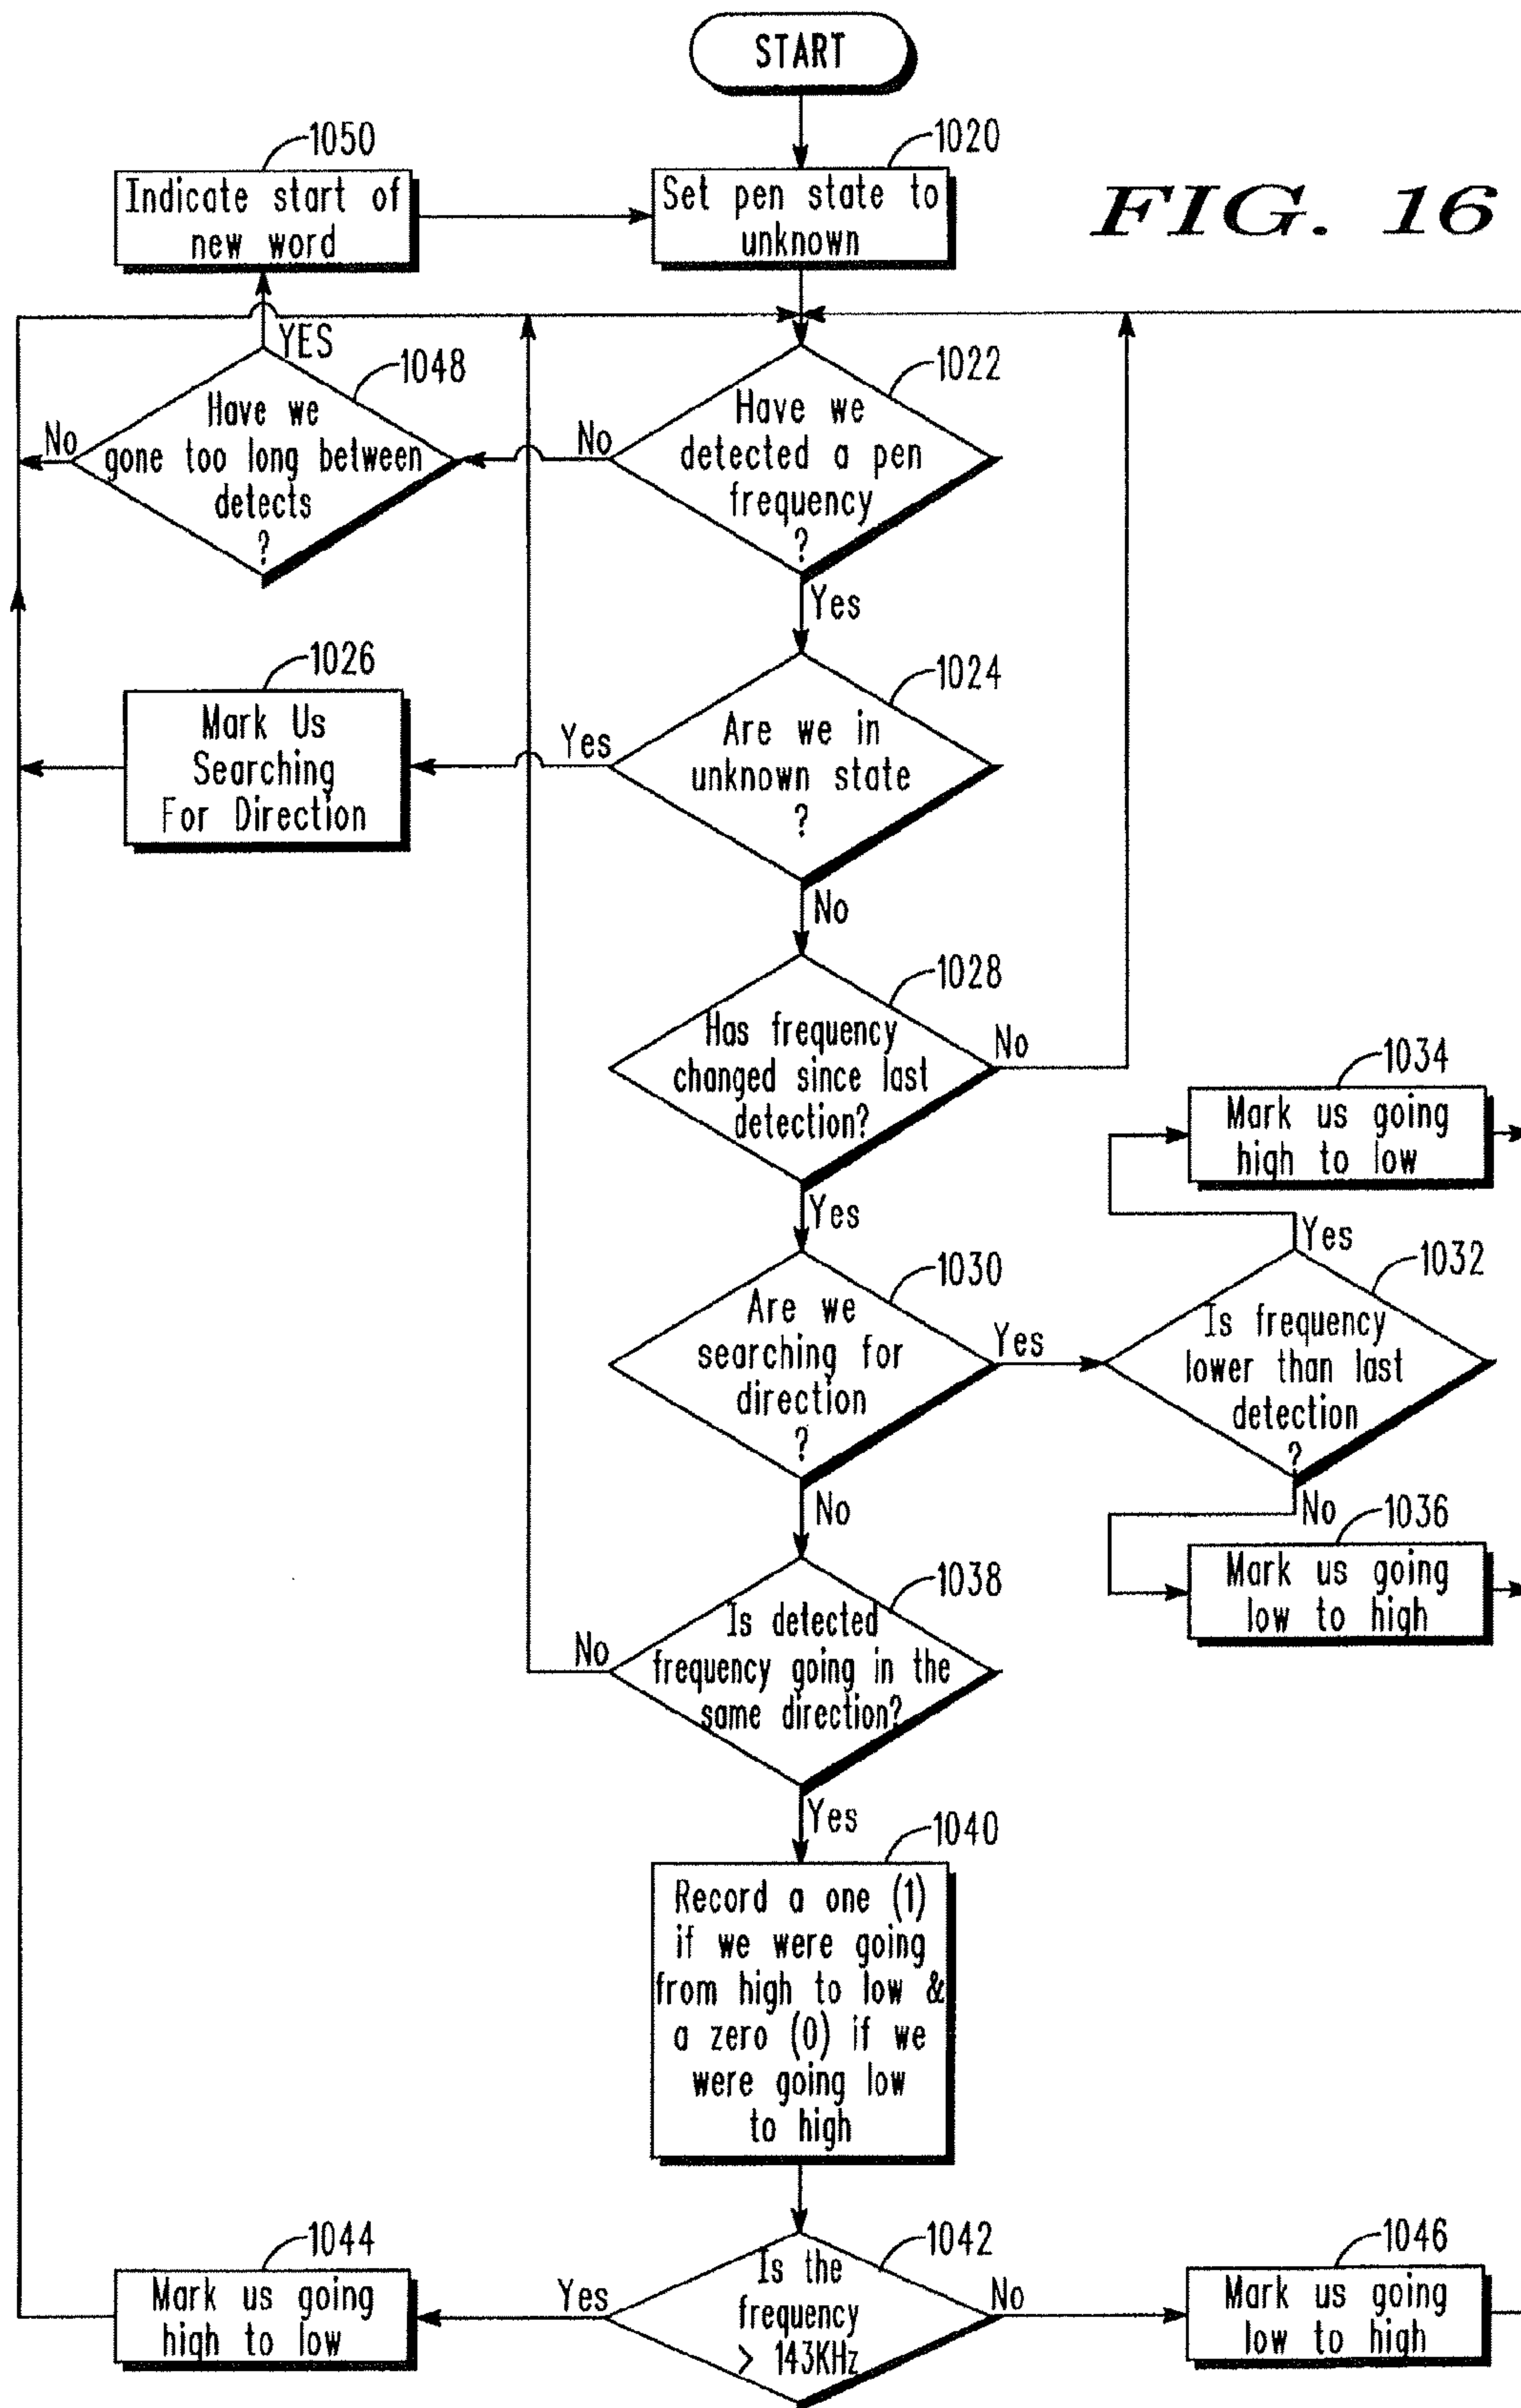 START
1050
1020
Indicate start of
new word
Set pen state to
unknown
FIG. 16
YES
1048
1022
Have we
gone too long between
detects
?
No
No
Have we
detected a pen
frequency
?
Yes
1026
1024
Mark Us
Searching
For Direction
Yes
Are we in
unknown state
?
No
1028
Has frequency
changed since last
detection?
No
1034
Mark us going
high to low
Yes
Yes
1030
1032
Are we
searching for
direction
?
Yes
Is frequency
lower than last
detection
?
No
No
1036
Mark us going
low to high
1038
Is detected
frequency going in the
same direction?
No
Yes
1040
Record a one (1)
if we were going
from high to low &
a zero (0) if we
were going low
to high
1044
1042
1046
Mark us going
high to low
Yes
Is the
frequency
> 143KHz
No
Mark us going
low to high